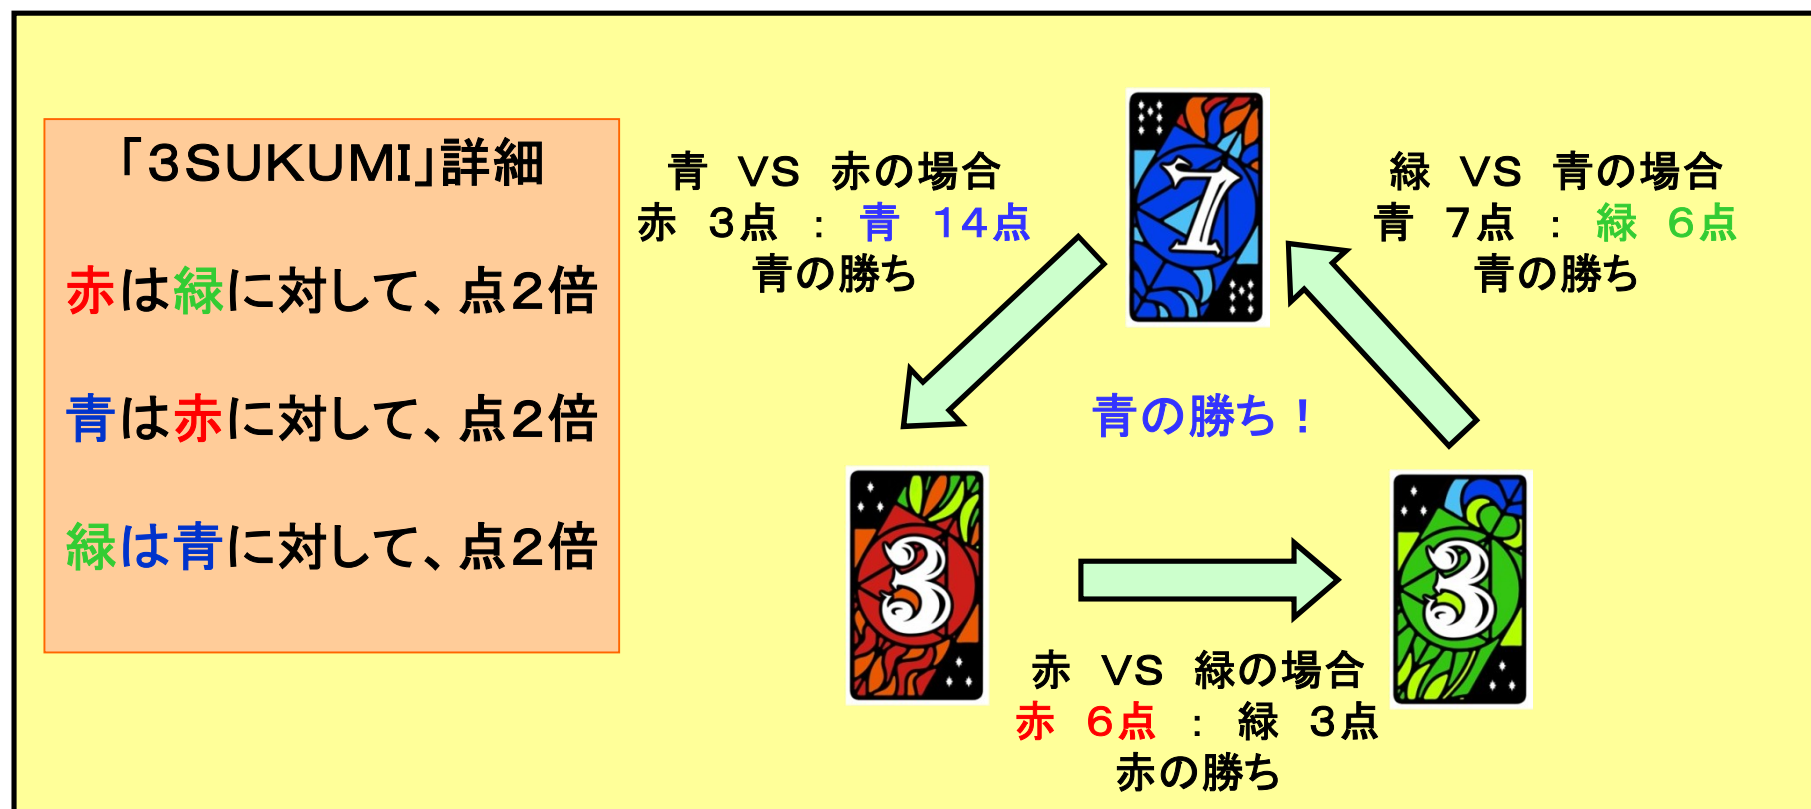 「３ＳＵＫＵＭＩ」詳細
赤は緑に対して、点２倍
青は赤に対して、点２倍
緑は青に対して、点２倍
青　ＶＳ　赤の場合
赤　３点　：　青　１４点
青の勝ち
7
緑　ＶＳ　青の場合
青　７点　：　緑　６点
青の勝ち
青の勝ち！
3
3
赤　ＶＳ　緑の場合
赤　６点　：　緑　３点
赤の勝ち